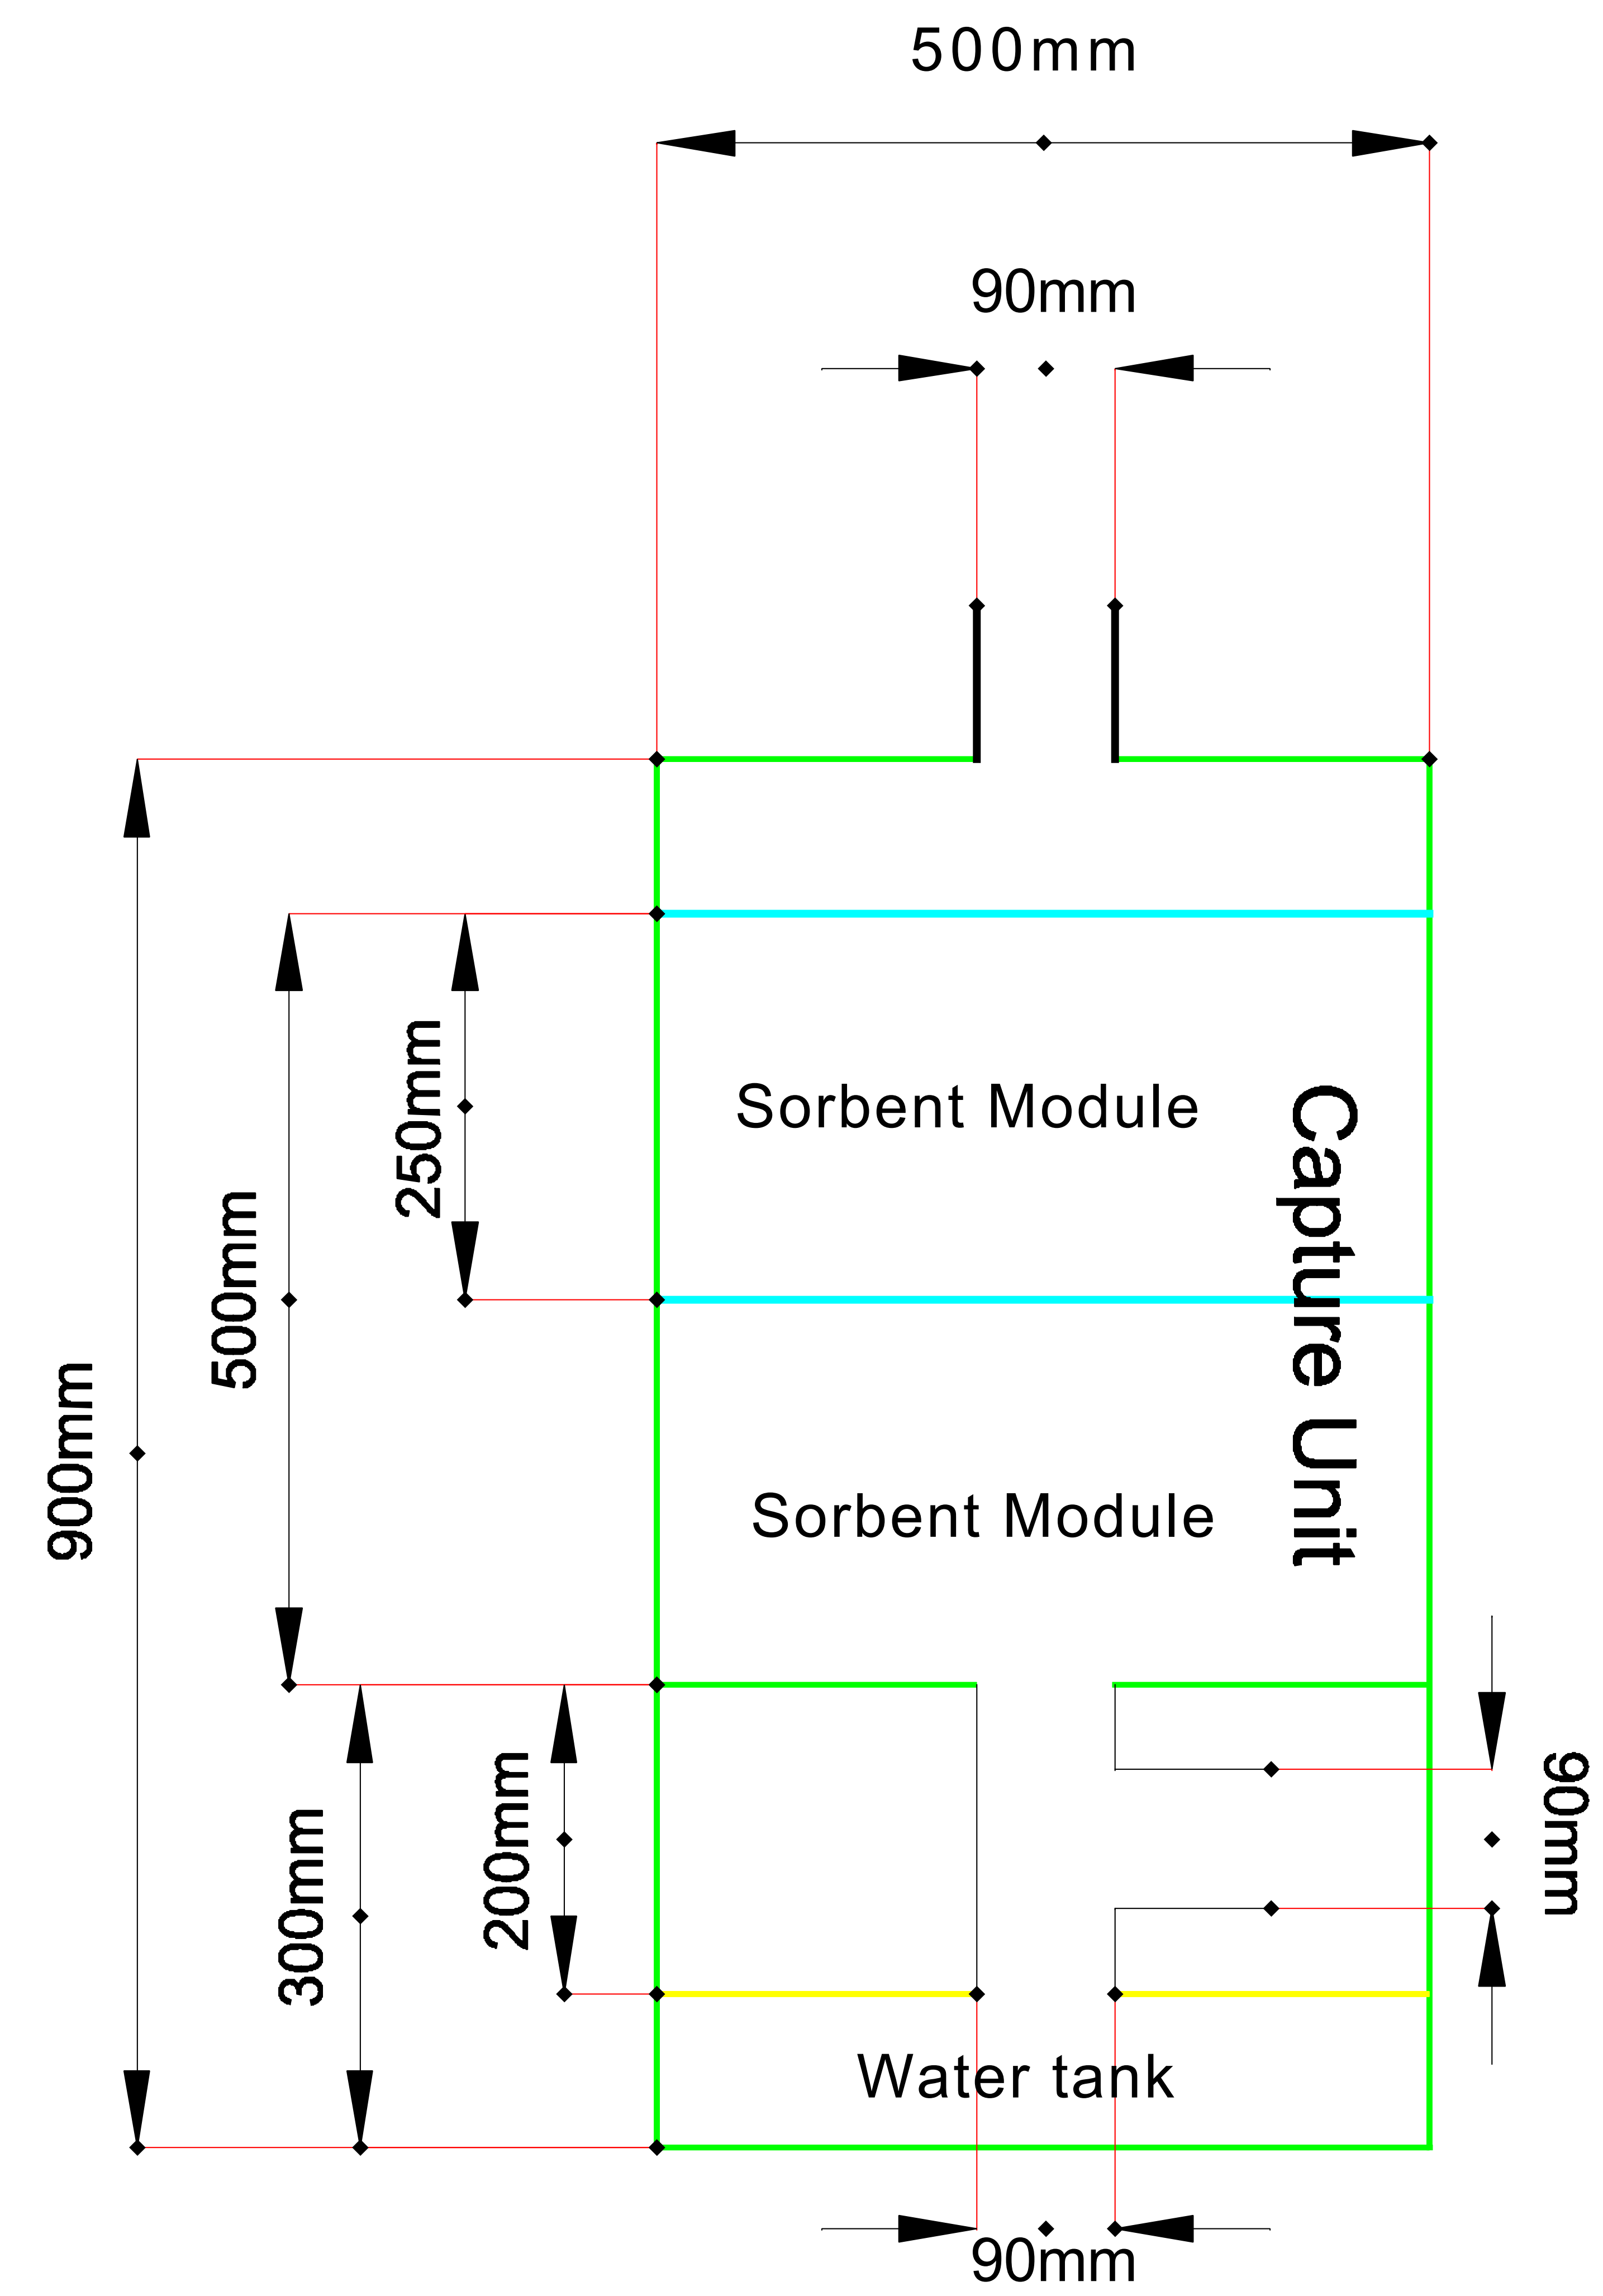 500mm
90mm
250mm
Sorbent Module
Capture Unit
500mm
900mm
Sorbent Module
90mm
200mm
300mm
Water tank
90mm